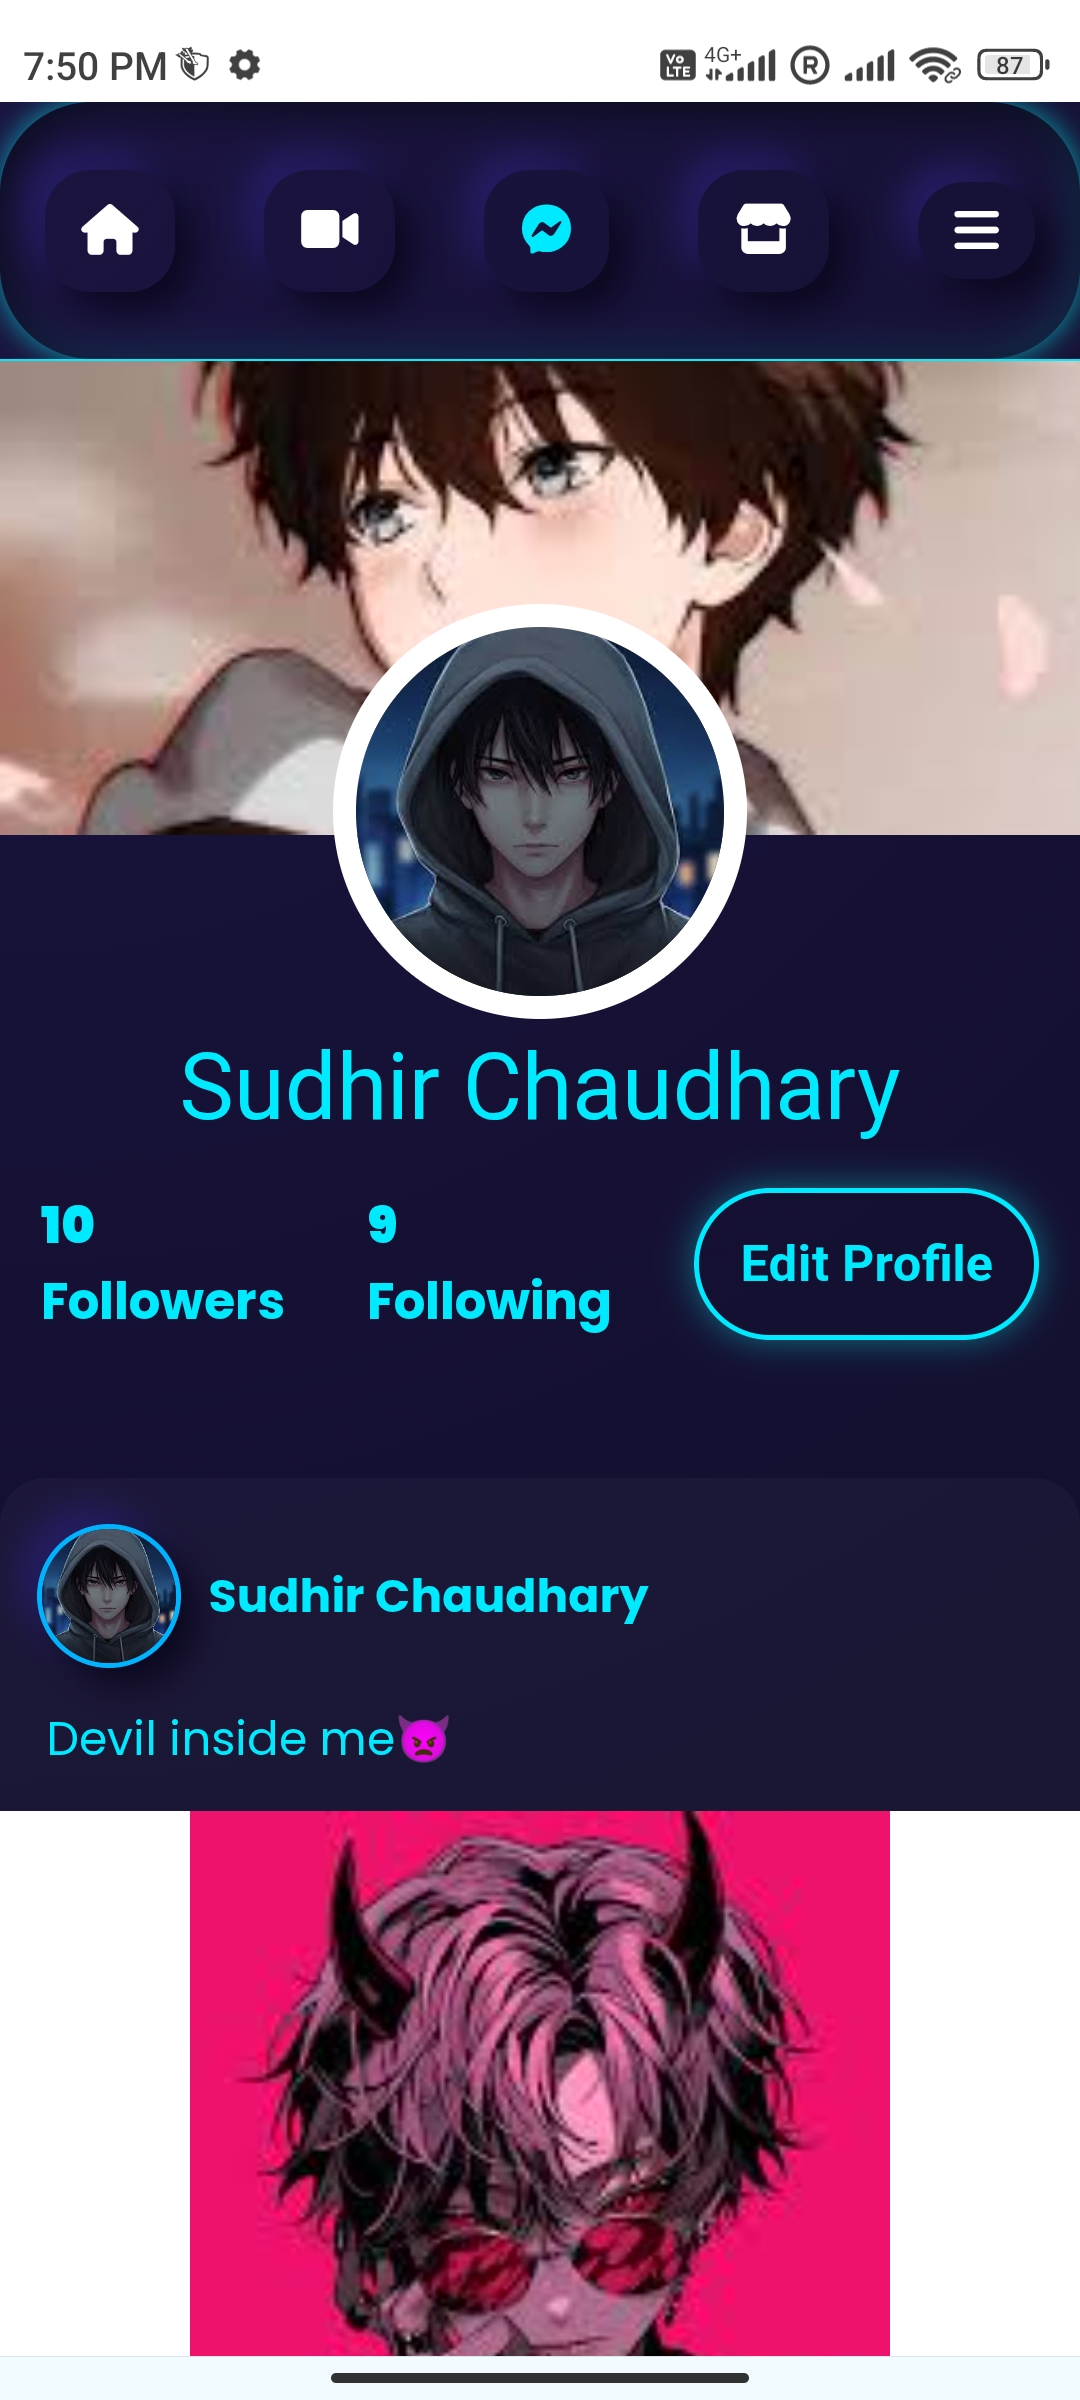 7:50 PM
Vo LTE 4G+ R 87
Sudhir Chaudhary
10 Followers
9 Following
Edit Profile
Sudhir Chaudhary
Devil inside me👿